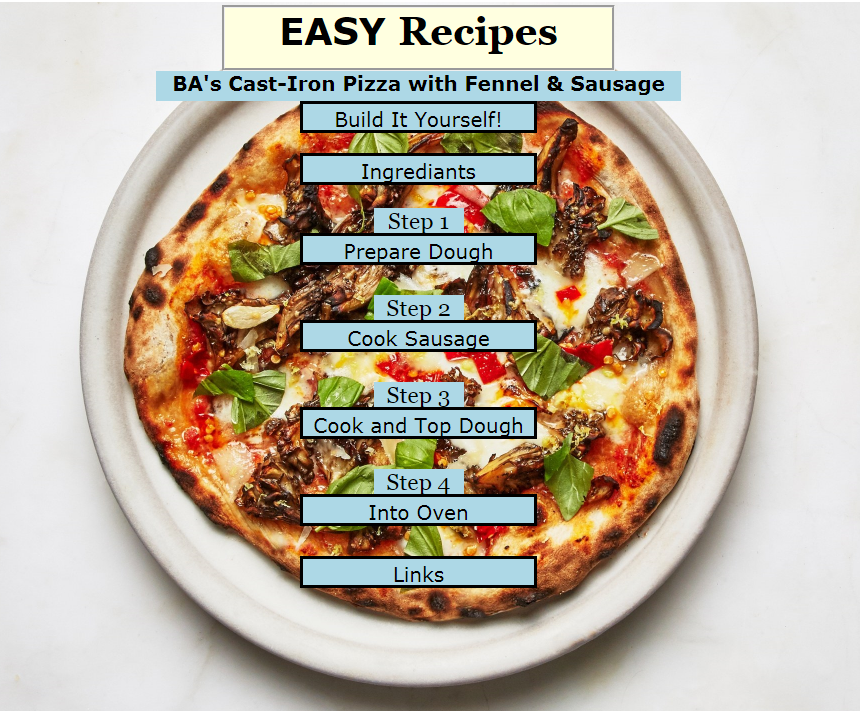 EASY Recipes
BA's Cast-Iron Pizza with Fennel & Sausage
Build It Yourself!
Ingrediants
Step 1
Prepare Dough
Step 2
Cook Sausage
Step 3
Cook and Top Dough
Step 4
Into Oven
Links